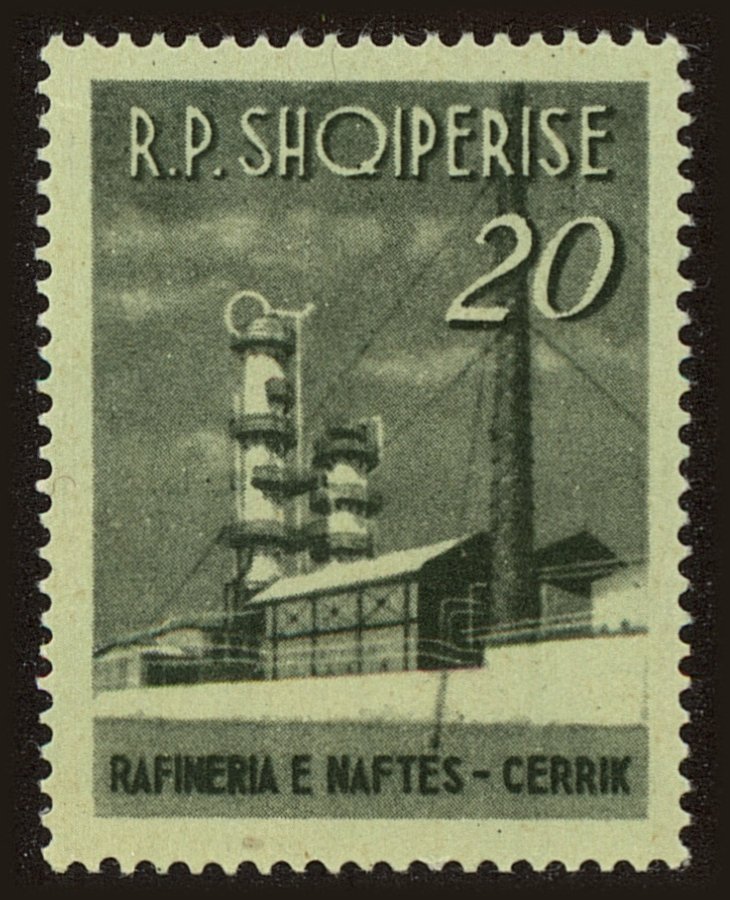 R.P. SHQIPERISE
20
RAFINERIA E NAFTES - CERRIK